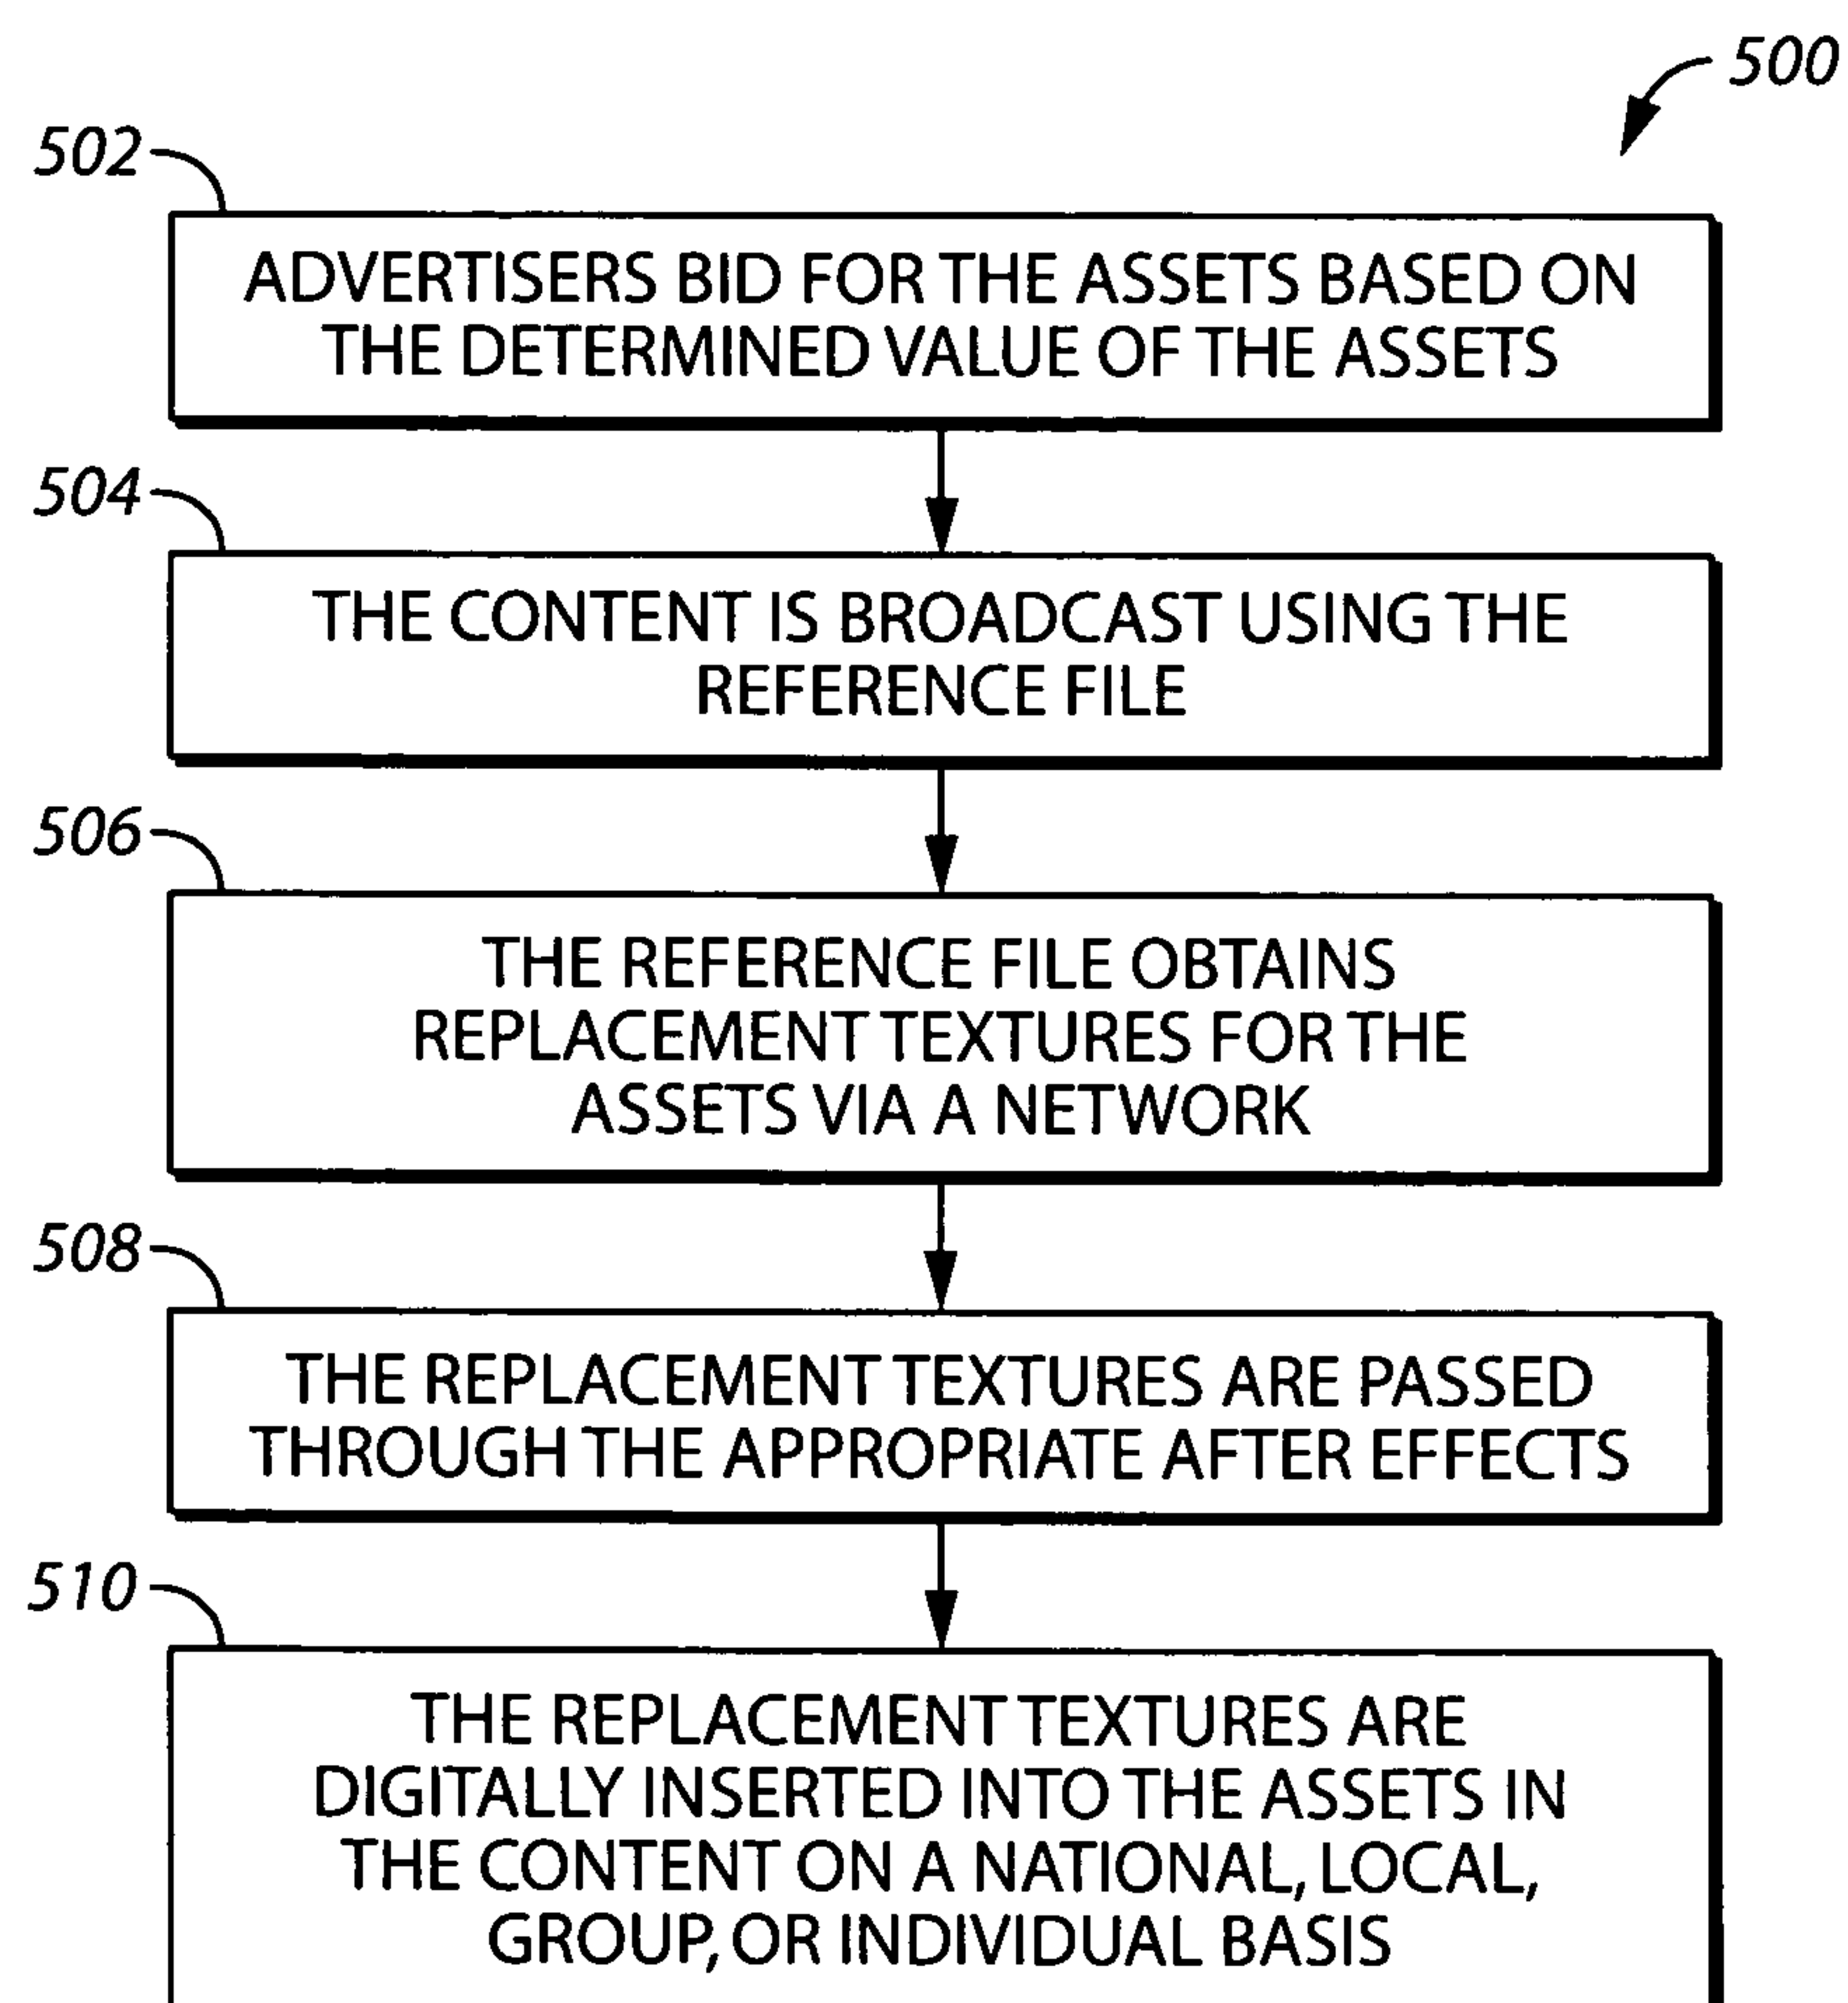 500
502
ADVERTISERS BID FOR THE ASSETS BASED ON
THE DETERMINED VALUE OF THE ASSETS
504
THE CONTENT IS BROADCAST USING THE
REFERENCE FILE
506
THE REFERENCE FILE OBTAINS
REPLACEMENT TEXTURES FOR THE
ASSETS VIA A NETWORK
508
THE REPLACEMENT TEXTURES ARE PASSED
THROUGH THE APPROPRIATE AFTER EFFECTS
510
THE REPLACEMENT TEXTURES ARE
DIGITALLY INSERTED INTO THE ASSETS IN
THE CONTENT ON A NATIONAL, LOCAL,
GROUP, OR INDIVIDUAL BASIS